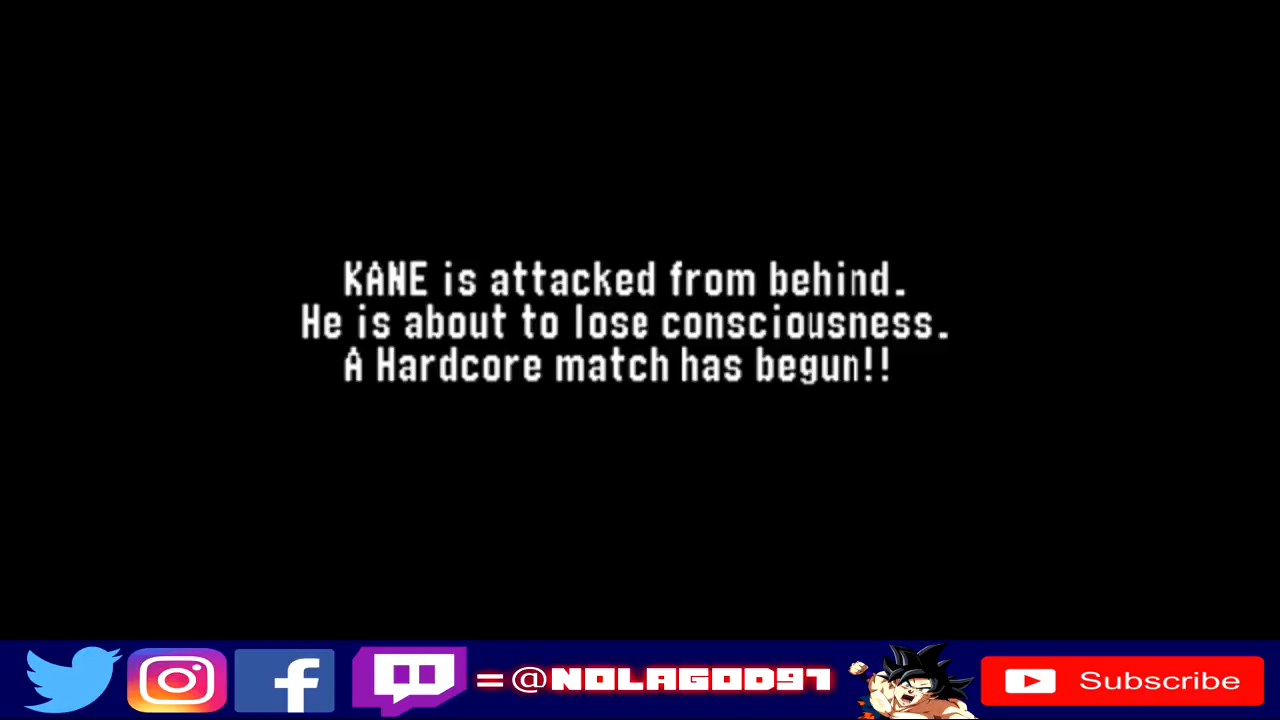 KANE is attacked from behind.
He is about to lose consciousness.
A Hardcore match has begun!!
=@NOLAGOD97
Subscribe